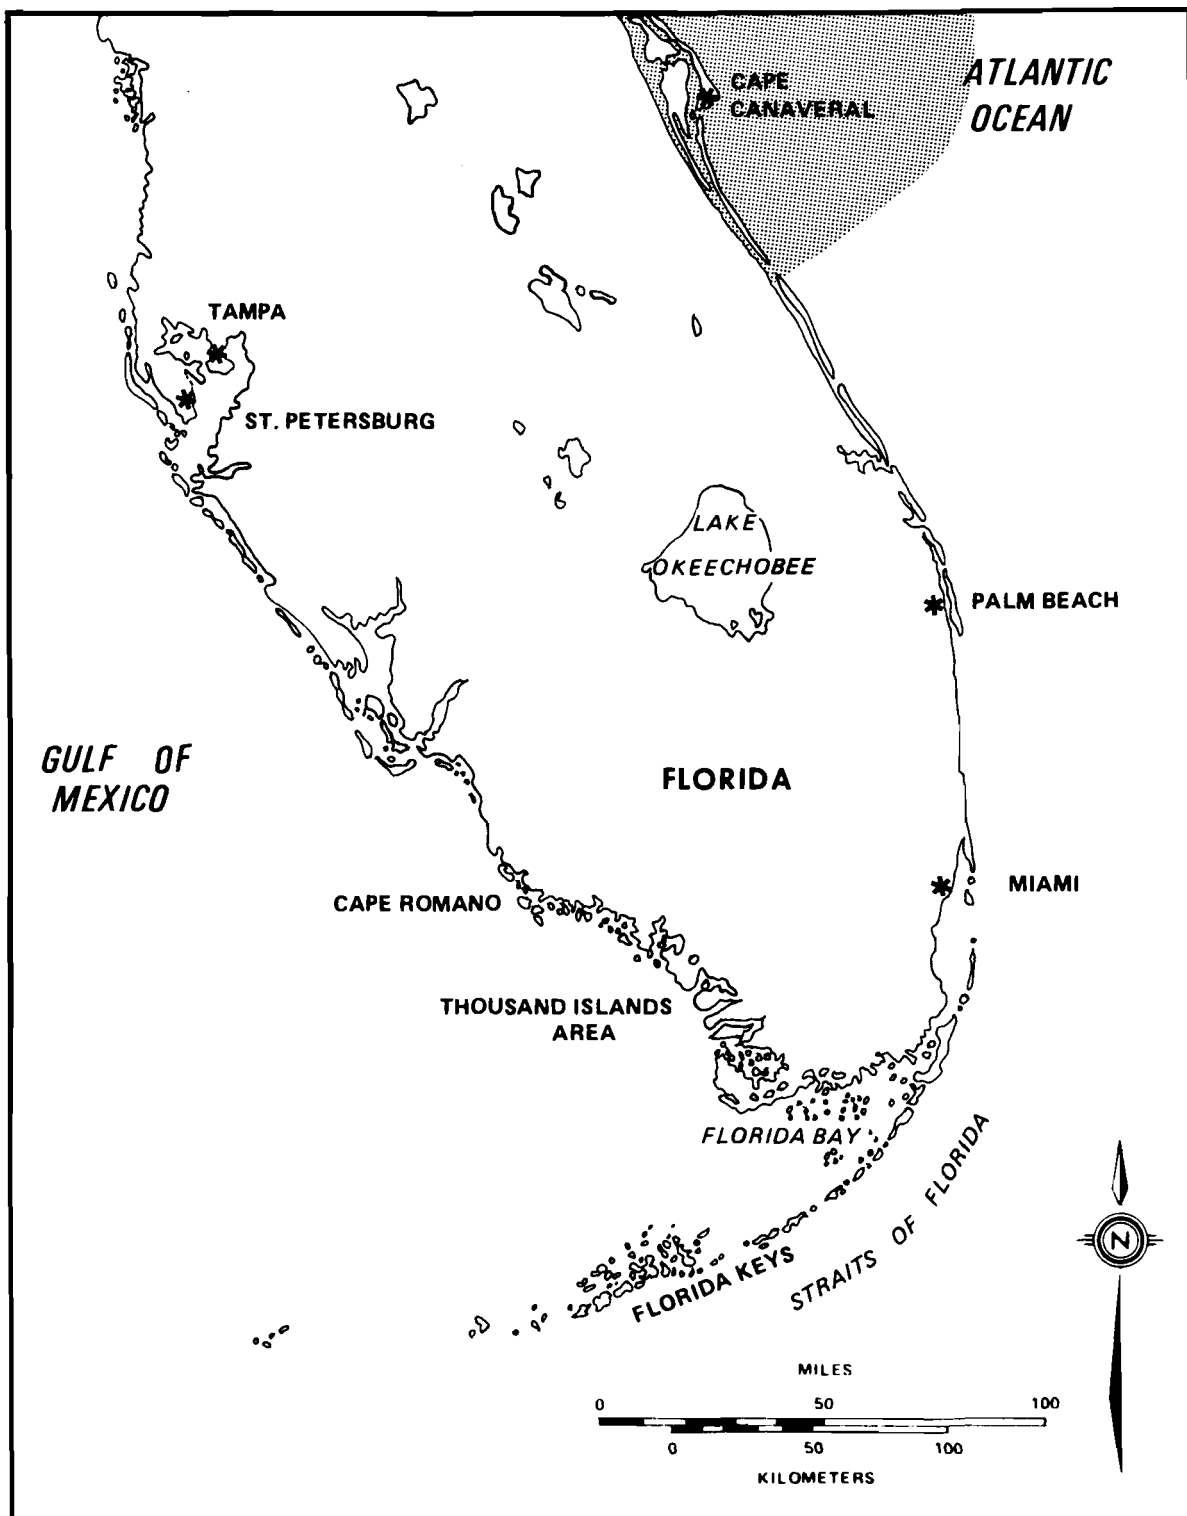 ATLANTIC
OCEAN
CAPE
CANAVERAL
TAMPA
ST. PETERSBURG
LAKE
OKEECHOBEE
PALM BEACH
GULF OF
MEXICO
FLORIDA
MIAMI
CAPE ROMANO
THOUSAND ISLANDS
AREA
FLORIDA BAY
STRAITS OF FLORIDA
FLORIDA KEYS
N
MILES
0 50 100
0 50 100
KILOMETERS